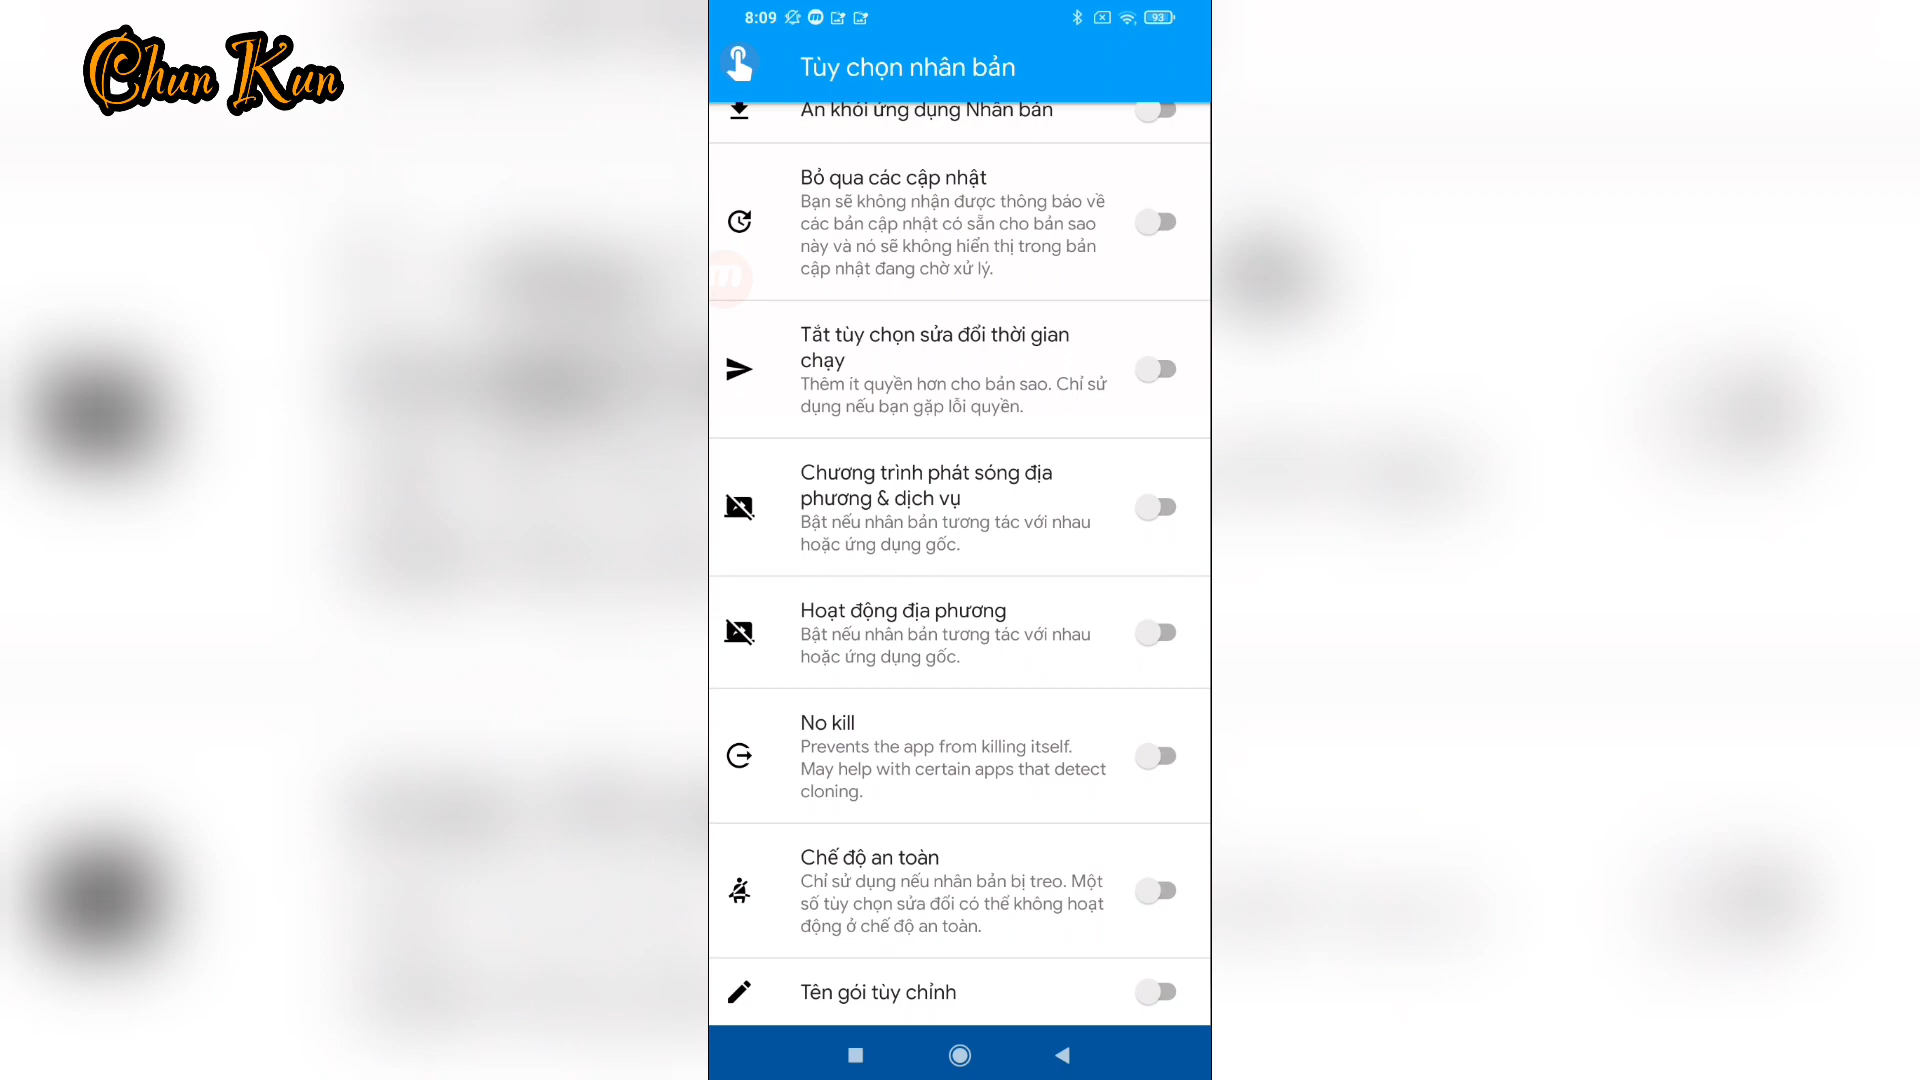 Chun Kun
8:09
93
Tùy chọn nhân bản
Ẩn khỏi ứng dụng Nhân bản
Bỏ qua các cập nhật
Bạn sẽ không nhận được thông báo về
các bản cập nhật có sẵn cho bản sao
này và nó sẽ không hiển thị trong bản
cập nhật đang chờ xử lý.
Tắt tùy chọn sửa đổi thời gian
chạy
Thêm ít quyền hơn cho bản sao. Chỉ sử
dụng nếu bạn gặp lỗi quyền.
Chương trình phát sóng địa
phương & dịch vụ
Bật nếu nhân bản tương tác với nhau
hoặc ứng dụng gốc.
Hoạt động địa phương
Bật nếu nhân bản tương tác với nhau
hoặc ứng dụng gốc.
No kill
Prevents the app from killing itself.
May help with certain apps that detect
cloning.
Chế độ an toàn
Chỉ sử dụng nếu nhân bản bị treo. Một
số tùy chọn sửa đổi có thể không hoạt
động ở chế độ an toàn.
Tên gói tùy chỉnh